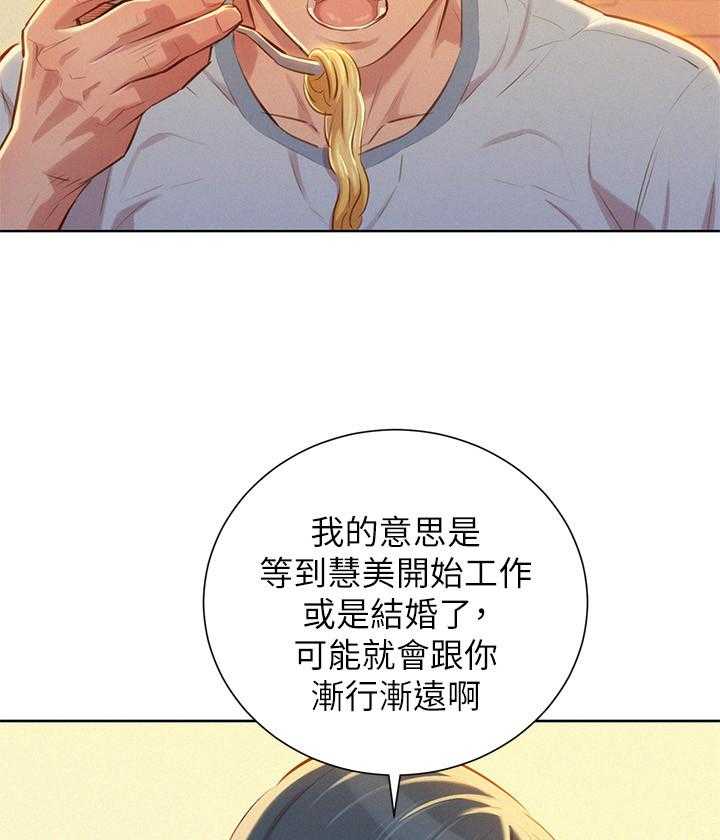 我的意思是
等到慧美開始工作
或是結婚了，
可能就會跟你
漸行漸遠啊